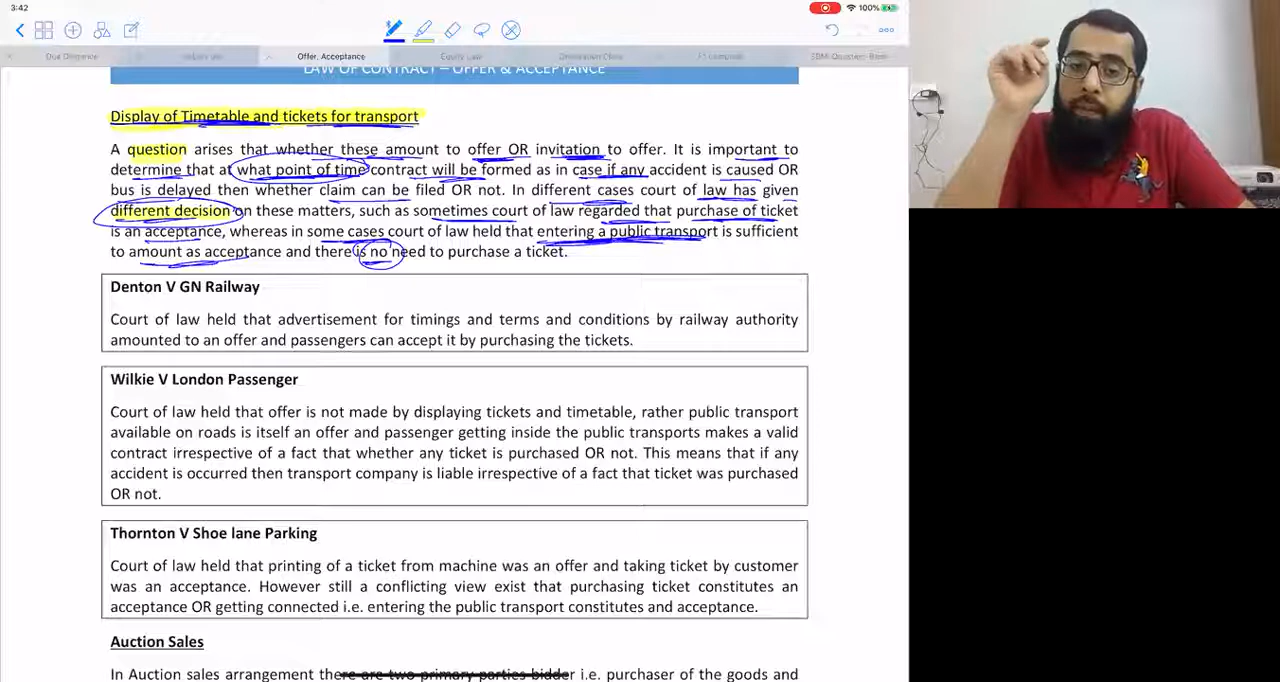 3:42
100%
Due Diligence
Offer, Acceptance
Equity Law
LAW OF CONTRACT – OFFER & ACCEPTANCE
Display of Timetable and tickets for transport
A question arises that whether these amount to offer OR invitation to offer. It is important to
determine that at what point of time contract will be formed as in case if any accident is caused OR
bus is delayed then whether claim can be filed OR not. In different cases court of law has given
different decision on these matters, such as sometimes court of law regarded that purchase of ticket
is an acceptance, whereas in some cases court of law held that entering a public transport is sufficient
to amount as acceptance and there is no need to purchase a ticket.
Denton V GN Railway
Court of law held that advertisement for timings and terms and conditions by railway authority
amounted to an offer and passengers can accept it by purchasing the tickets.
Wilkie V London Passenger
Court of law held that offer is not made by displaying tickets and timetable, rather public transport
available on roads is itself an offer and passenger getting inside the public transports makes a valid
contract irrespective of a fact that whether any ticket is purchased OR not. This means that if any
accident is occurred then transport company is liable irrespective of a fact that ticket was purchased
OR not.
Thornton V Shoe lane Parking
Court of law held that printing of a ticket from machine was an offer and taking ticket by customer
was an acceptance. However still a conflicting view exist that purchasing ticket constitutes an
acceptance OR getting connected i.e. entering the public transport constitutes and acceptance.
Auction Sales
In Auction sales arrangement there are two primary parties bidder i.e. purchaser of the goods and